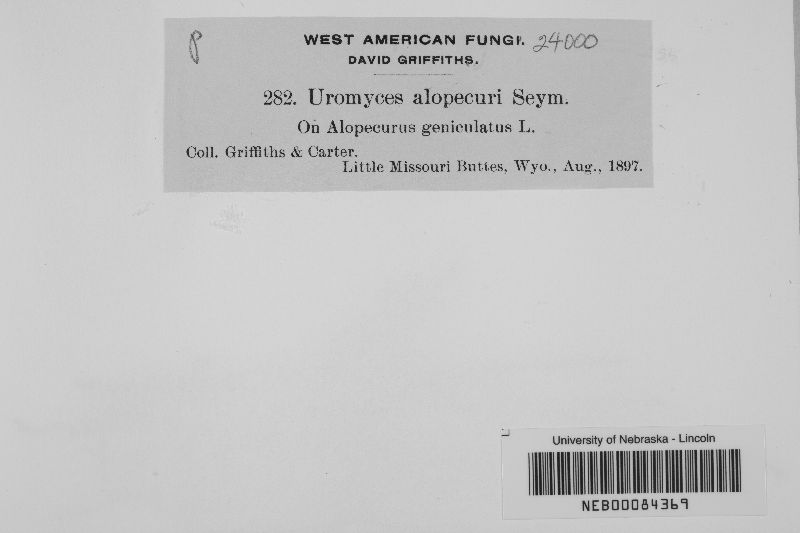 P
WEST AMERICAN FUNGI. 24000
DAVID GRIFFITHS.
282. Uromyces alopecuri Seym.
On Alopecurus geniculatus L.
Coll. Griffiths & Carter.
Little Missouri Buttes, Wyo., Aug., 1897.
University of Nebraska - Lincoln
NEB00084369